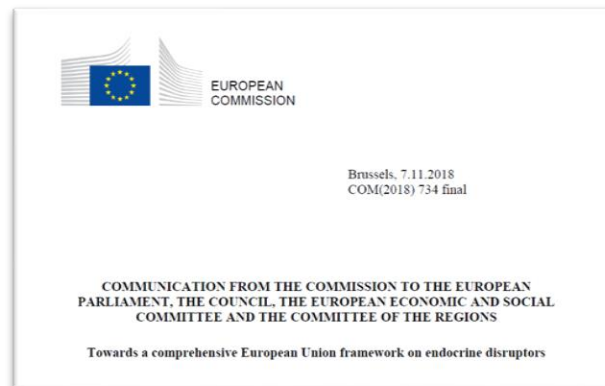 EUROPEAN
COMMISSION
Brussels, 7.11.2018
COM(2018) 734 final
COMMUNICATION FROM THE COMMISSION TO THE EUROPEAN
PARLIAMENT, THE COUNCIL, THE EUROPEAN ECONOMIC AND SOCIAL
COMMITTEE AND THE COMMITTEE OF THE REGIONS
Towards a comprehensive European Union framework on endocrine disruptors